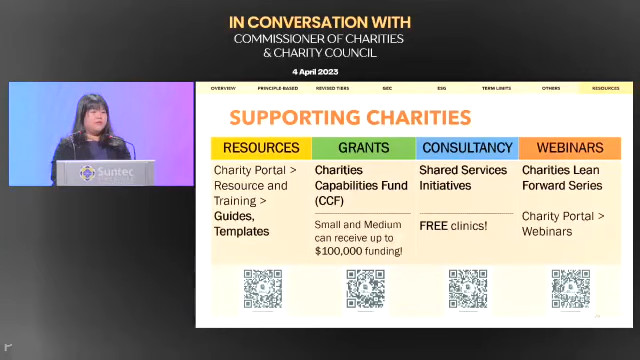 IN CONVERSATION WITH
COMMISSIONER OF CHARITIES
& CHARITY COUNCIL
4 April 2023
OVERVIEW PRINCIPLE-BASED REVISED TIERS GEC ESG TERM LIMITS OTHERS RESOURCES
SUPPORTING CHARITIES
RESOURCES GRANTS CONSULTANCY WEBINARS
Charity Portal >
Resource and
Training >
Guides,
Templates
Charities
Capabilities Fund
(CCF)
Small and Medium
can receive up to
$100,000 funding!
Shared Services
Initiatives
FREE clinics!
Charities Lean
Forward Series
Charity Portal >
Webinars
Suntec